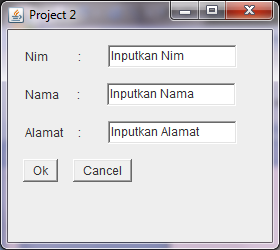 Project 2
Nim : Inputkan Nim
Nama : Inputkan Nama
Alamat : Inputkan Alamat
Ok Cancel